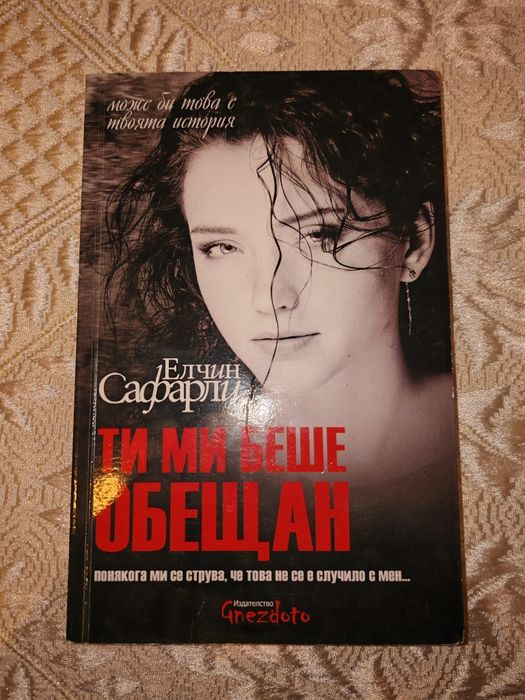 може би това е
твоята история
Елчин
Сафарли
ТИ МИ БЕШЕ
ОБЕЩАН
понякога ми се струва, че това не се е случило с мен...
Издателство
Gnezdoto